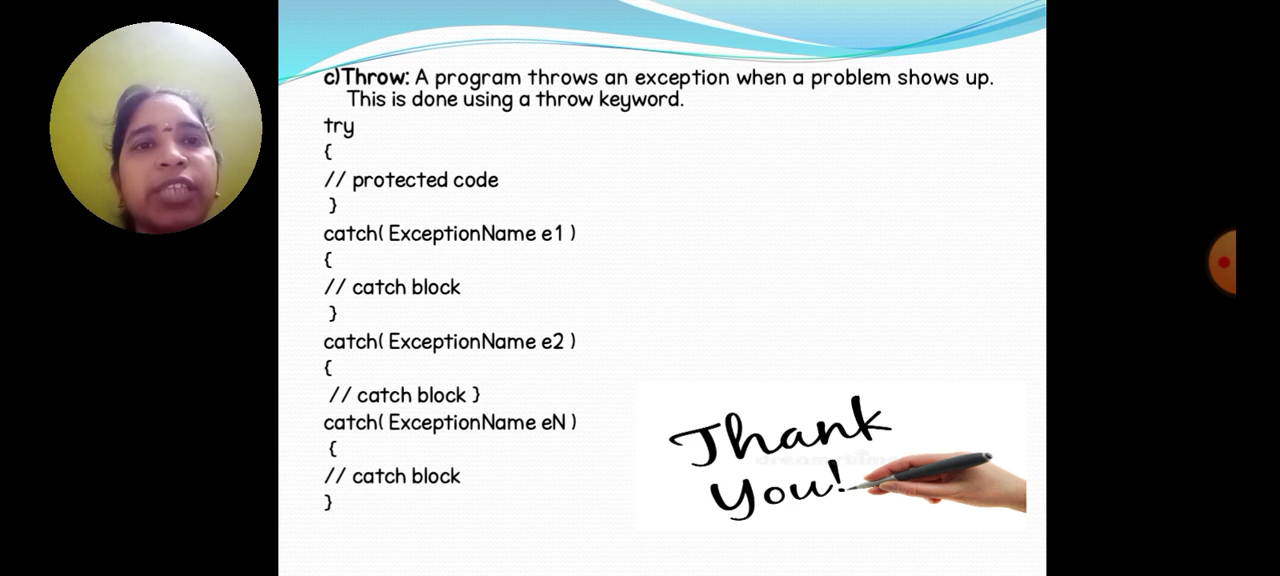 c)Throw: A program throws an exception when a problem shows up.
This is done using a throw keyword.
try
{
// protected code
}
catch( ExceptionName e1 )
{
// catch block
}
catch( ExceptionName e2 )
{
// catch block }
catch( ExceptionName eN )
{
// catch block
}
Thank
You!